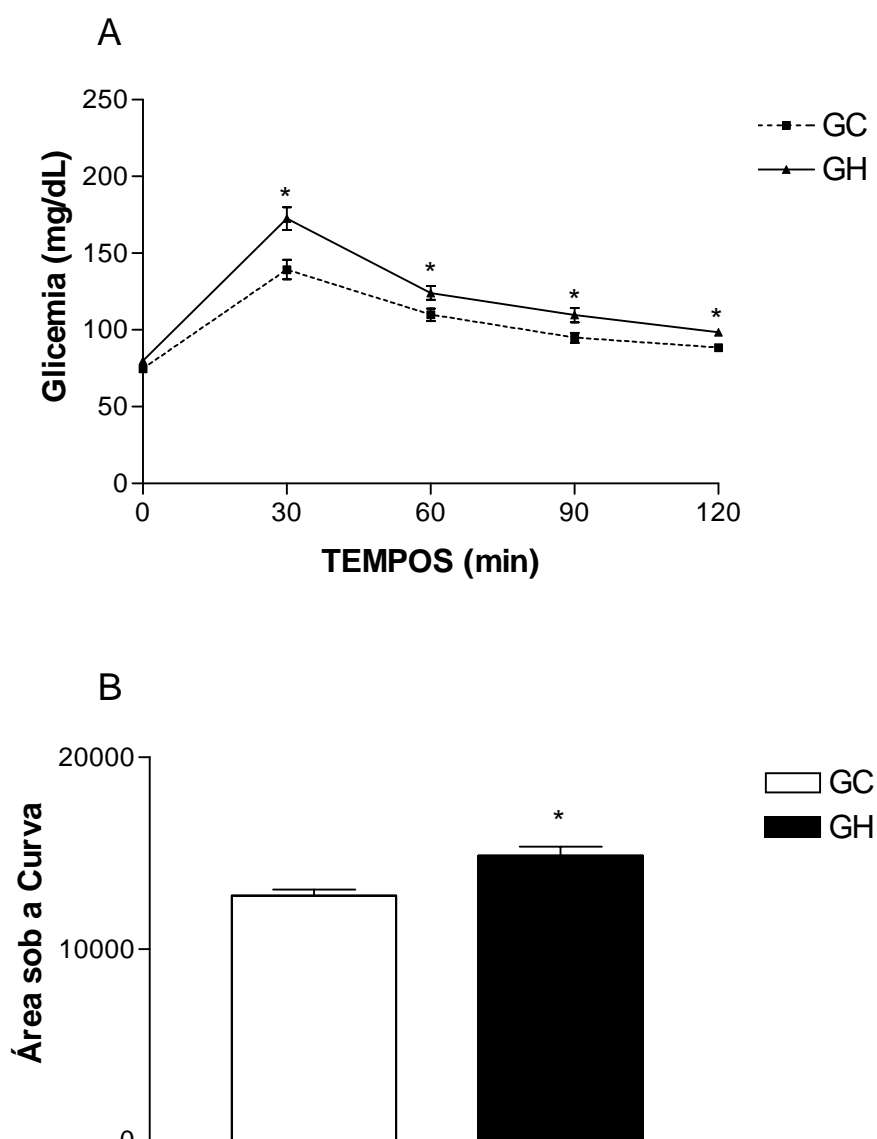 A
250
200
150
100
50
0
Glicemia (mg/dL)
*
*
*
*
0 30 60 90 120
TEMPOS (min)
GC
GH
B
20000
10000
0
Área sob a Curva
*
GC
GH